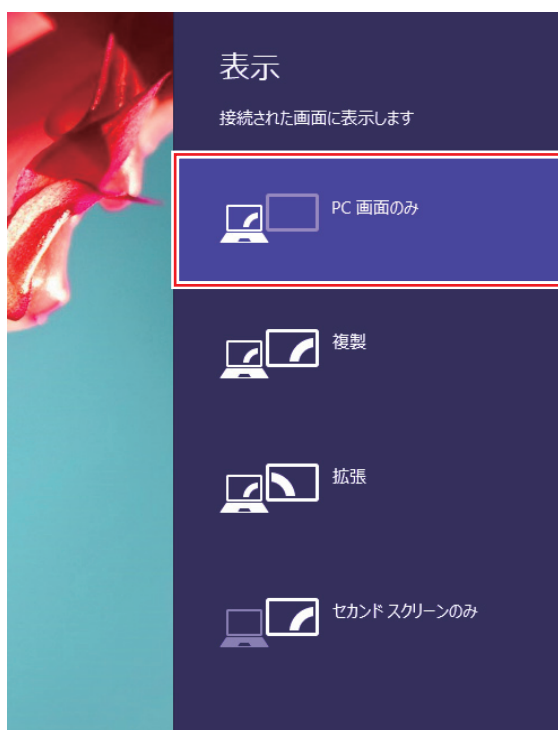 表示
接続された画面に表示します
PC 画面のみ
複製
拡張
セカンド スクリーンのみ